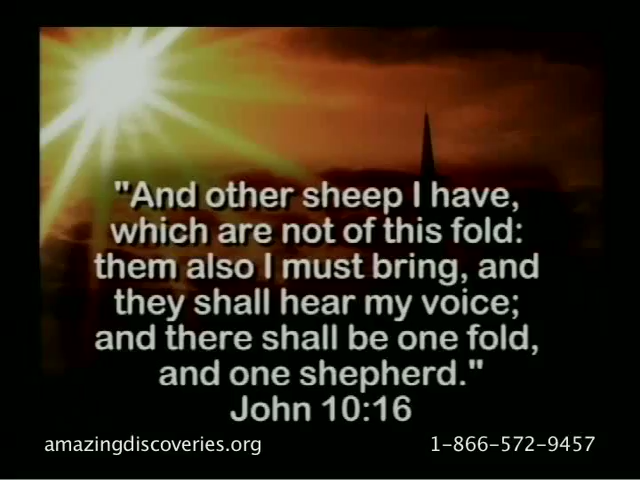 "And other sheep I have,
which are not of this fold:
them also I must bring, and
they shall hear my voice;
and there shall be one fold,
and one shepherd."
John 10:16
amazingdiscoveries.org 1-866-572-9457